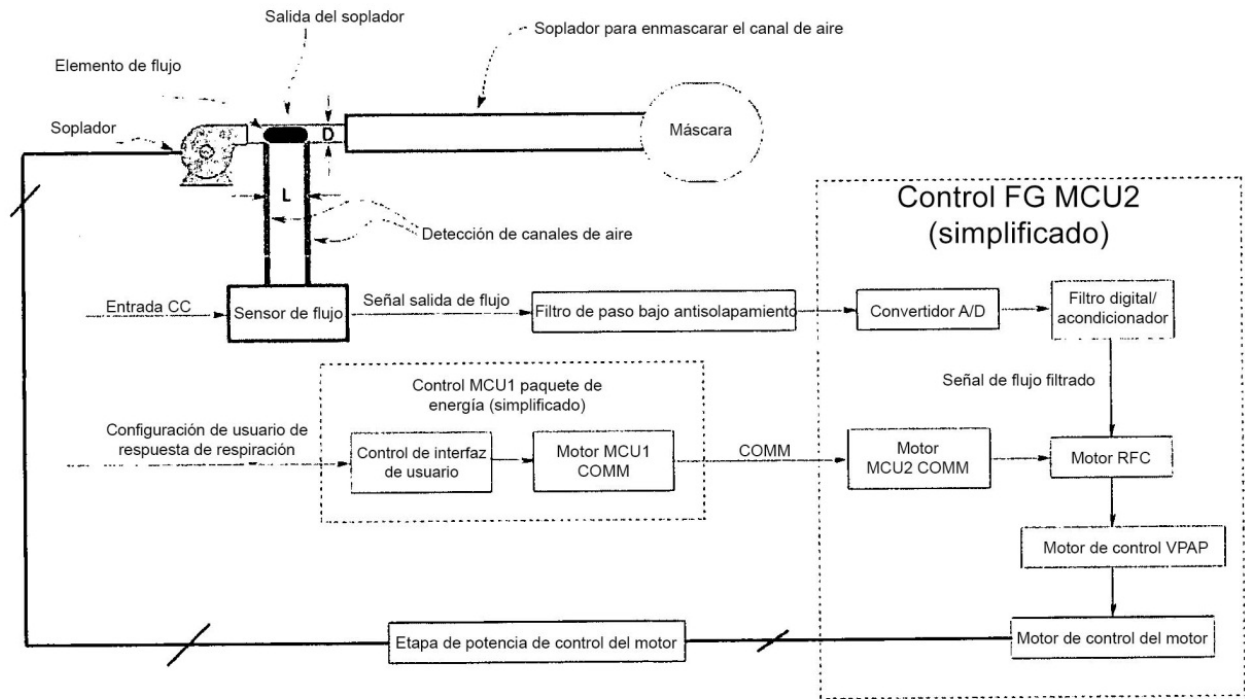 Salida del soplador
Soplador para enmascarar el canal de aire
Elemento de flujo
Soplador
D
Máscara
L
Detección de canales de aire
Control FG MCU2
(simplificado)
Entrada CC
Sensor de flujo
Señal salida de flujo
Filtro de paso bajo antisolapamiento
Convertidor A/D
Filtro digital/
acondicionador
Señal de flujo filtrado
Control MCU1 paquete de
energía (simplificado)
Configuración de usuario de
respuesta de respiración
Control de interfaz
de usuario
Motor MCU1
COMM
COMM
Motor
MCU2 COMM
Motor RFC
Motor de control VPAP
Etapa de potencia de control del motor
Motor de control del motor